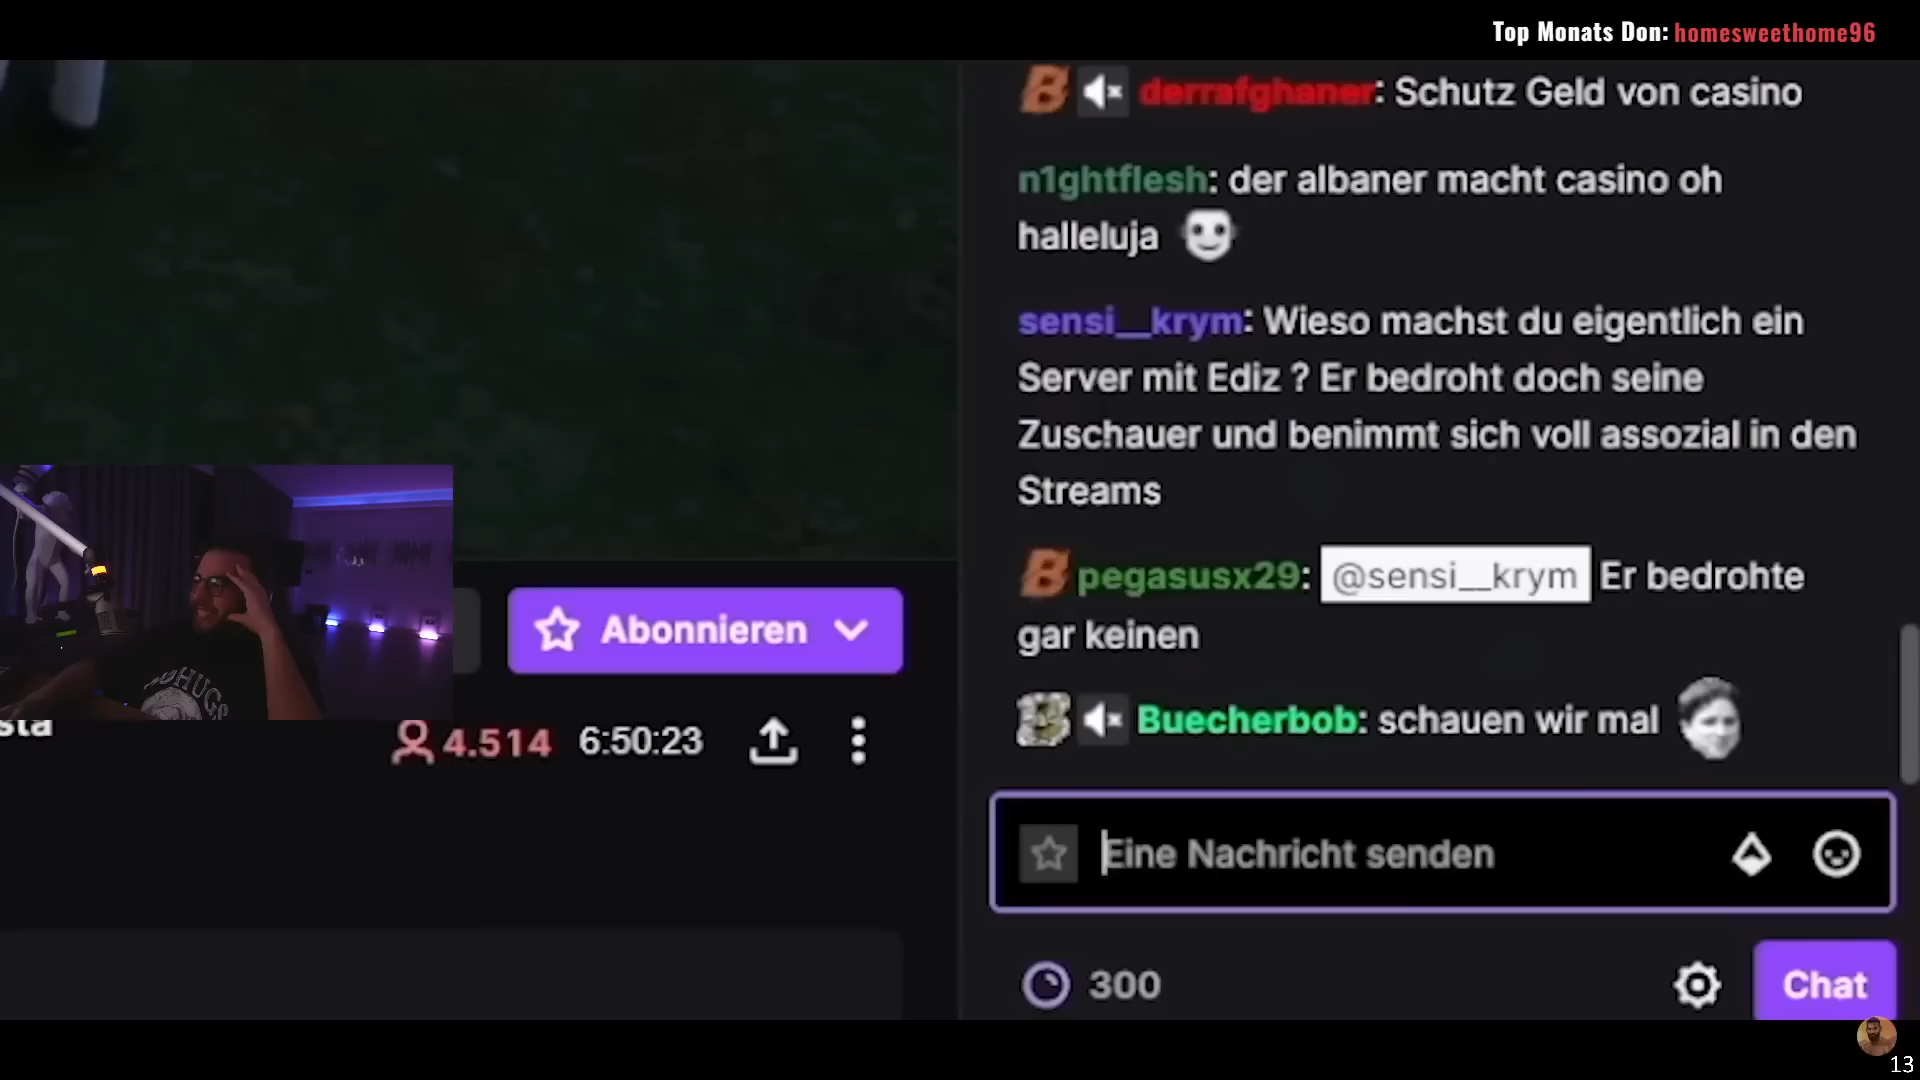 Top Monats Don: homesweethome96
derrafghaner: Schutz Geld von casino
n1ghtflesh: der albaner macht casino oh
halleluja
sensi__krym: Wieso machst du eigentlich ein
Server mit Ediz ? Er bedroht doch seine
Zuschauer und benimmt sich voll assozial in den
Streams
pegasusx29: @sensi__krym Er bedrohte
gar keinen
Buecherbob: schauen wir mal
Abonnieren
sta
4.514 6:50:23
Eine Nachricht senden
300
Chat
13